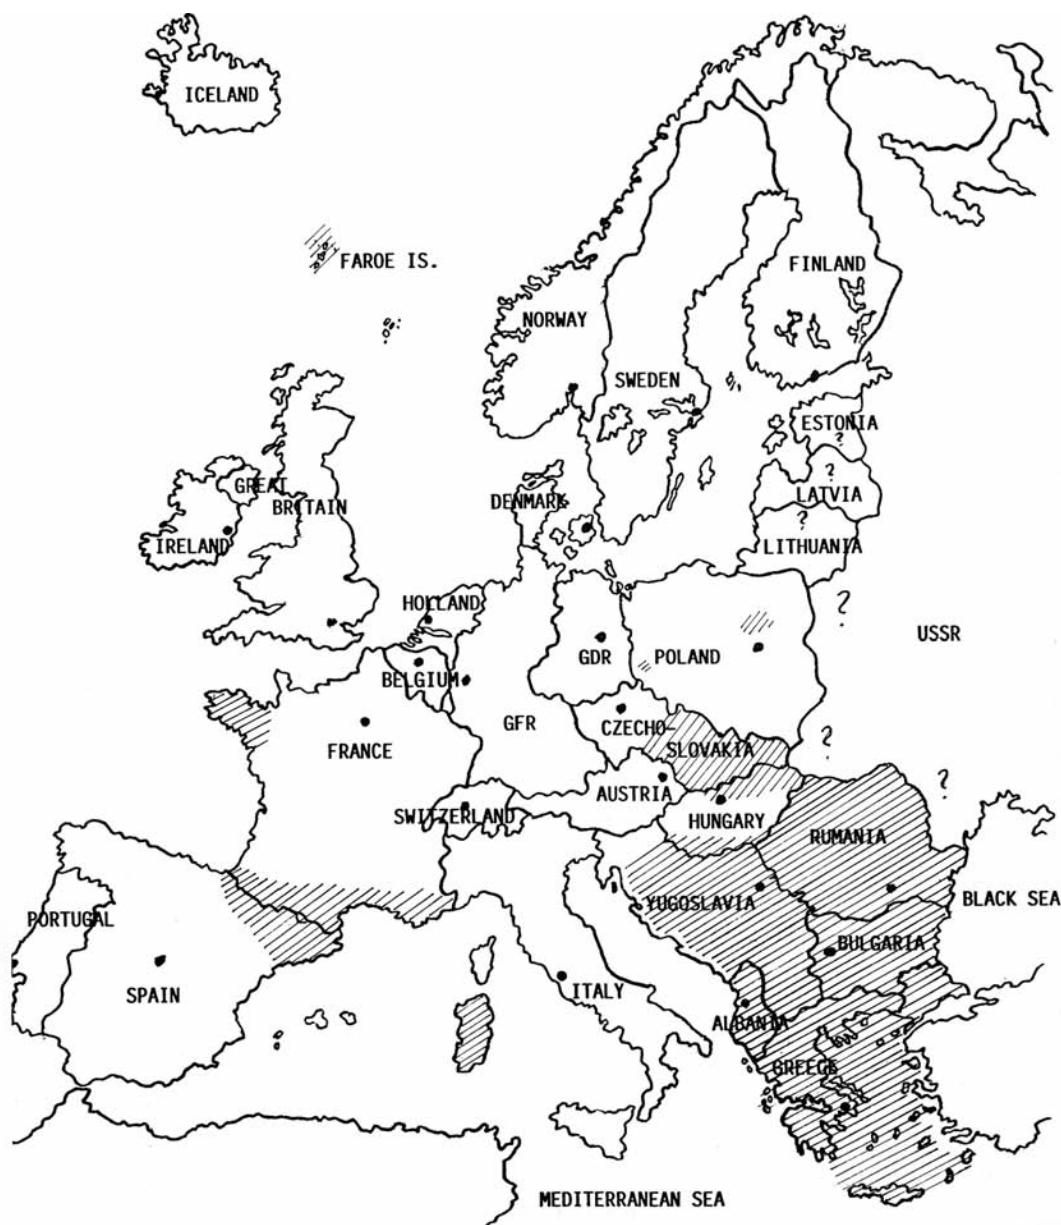 ICELAND
FAROE IS.
FINLAND
NORWAY
SWEDEN
ESTONIA
?
?
LATVIA
?
LITHUANIA
GREAT
BRITAIN
IRELAND
DENMARK
HOLLAND
?
USSR
GDR
POLAND
BELGIUM
GFR
CZECHO-
SLOVAKIA
?
FRANCE
?
AUSTRIA
SWITZERLAND
HUNGARY
RUMANIA
YUGOSLAVIA
BLACK SEA
PORTUGAL
BULGARIA
SPAIN
ITALY
ALBANIA
GREECE
MEDITERRANEAN SEA